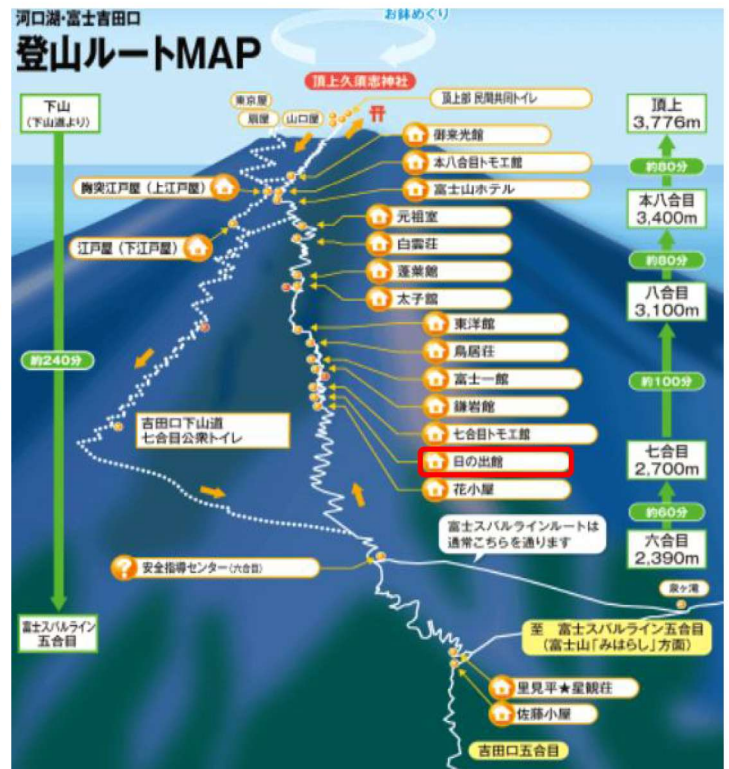 河口湖・富士吉田口
登山ルートMAP
お鉢めぐり
頂上久須志神社
東京屋
扇屋
山口屋
頂上部 民間共同トイレ
下山
(下山道より)
頂上
3,776m
御来光館
本八合目トモエ館
富士山ホテル
胸突江戸屋(上江戸屋)
江戸屋(下江戸屋)
元祖室
白雲荘
蓬莱館
太子館
東洋館
鳥居荘
富士一館
鎌岩館
七合目トモエ館
日の出館
花小屋
約80分
本八合目
3,400m
約80分
八合目
3,100m
約100分
七合目
2,700m
約60分
六合目
2,390m
約240分
吉田口下山道
七合目公衆トイレ
富士スバルラインルートは
通常こちらを通ります
安全指導センター(六合目)
泉ヶ滝
富士スバルライン
五合目
至 富士スバルライン五合目
(富士山「みはらし」方面)
里見平★星観荘
佐藤小屋
吉田口五合目